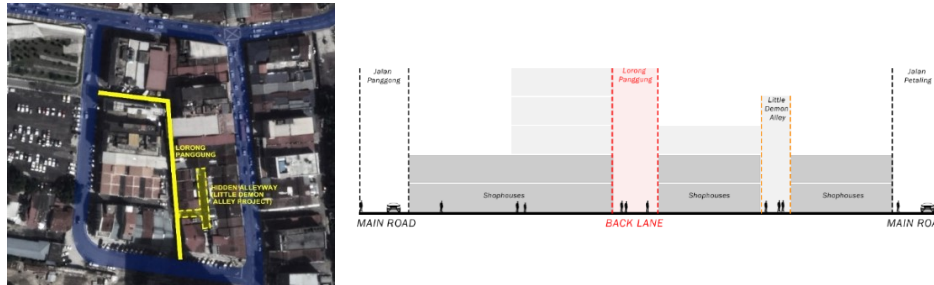 LORONG
PANGGUNG
HIDDEN ALLEYWAY
(LITTLE DEMON
ALLEY PROJECT)
Jalan
Panggong
Lorong
Panggung
Jalan
Petaling
Little
Demon
Alley
Shophouses
Shophouses
Shophouses
MAIN ROAD
BACK LANE
MAIN ROA